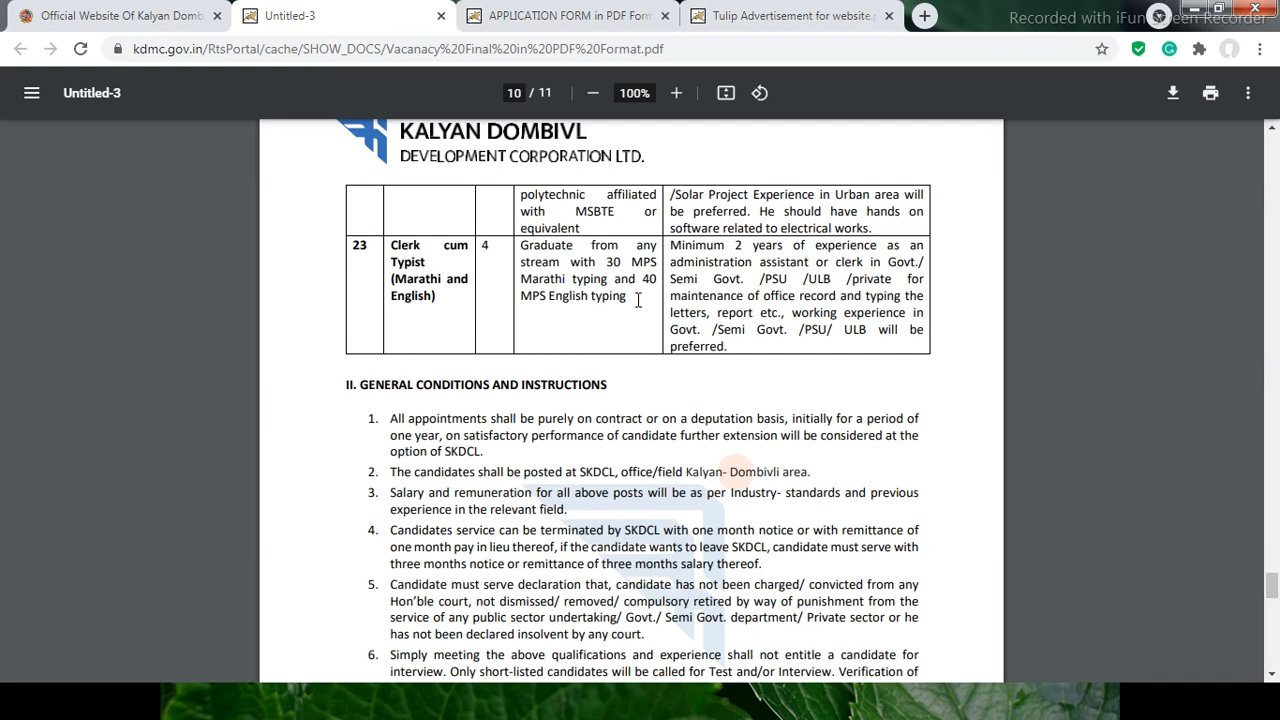 Official Website Of Kalyan Domb
Untitled-3
APPLICATION FORM in PDF Form
Tulip Advertisement for website.p
Recorded with iFun Screen Recorder
kdmc.gov.in/RtsPortal/cache/SHOW_DOCS/Vacanacy%20Final%20in%20PDF%20Format.pdf
Untitled-3
10 / 11
100%
KALYAN DOMBIVL
DEVELOPMENT CORPORATION LTD.
polytechnic affiliated
with MSBTE or
equivalent
/Solar Project Experience in Urban area will
be preferred. He should have hands on
software related to electrical works.
23
Clerk cum
Typist
(Marathi and
English)
4
Graduate from any
stream with 30 MPS
Marathi typing and 40
MPS English typing
Minimum 2 years of experience as an
administration assistant or clerk in Govt./
Semi Govt. /PSU /ULB /private for
maintenance of office record and typing the
letters, report etc., working experience in
Govt. /Semi Govt. /PSU/ ULB will be
preferred.
II. GENERAL CONDITIONS AND INSTRUCTIONS
1. All appointments shall be purely on contract or on a deputation basis, initially for a period of
one year, on satisfactory performance of candidate further extension will be considered at the
option of SKDCL.
2. The candidates shall be posted at SKDCL, office/field Kalyan- Dombivli area.
3. Salary and remuneration for all above posts will be as per Industry- standards and previous
experience in the relevant field.
4. Candidates service can be terminated by SKDCL with one month notice or with remittance of
one month pay in lieu thereof, if the candidate wants to leave SKDCL, candidate must serve with
three months notice or remittance of three months salary thereof.
5. Candidate must serve declaration that, candidate has not been charged/ convicted from any
Hon'ble court, not dismissed/ removed/ compulsory retired by way of punishment from the
service of any public sector undertaking/ Govt./ Semi Govt. department/ Private sector or he
has not been declared insolvent by any court.
6. Simply meeting the above qualifications and experience shall not entitle a candidate for
interview. Only short-listed candidates will be called for Test and/or Interview. Verification of